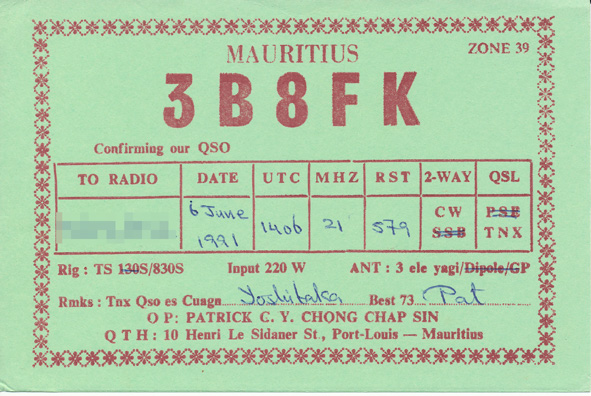 MAURITIUS
ZONE 39
3B8FK
Confirming our QSO
TO RADIO DATE UTC MHZ RST 2-WAY QSL
6 June 1991 1406 21 579 CW SSB PSE TNX
Rig : TS 130S/830S Input 220 W ANT : 3 ele yagi/Dipole/GP
Rmks : Tnx Qso es Cuagn Yoshitaka Best 73 Pat
O P: PATRICK C. Y. CHONG CHAP SIN
Q T H : 10 Henri Le Sidaner St., Port-Louis — Mauritius